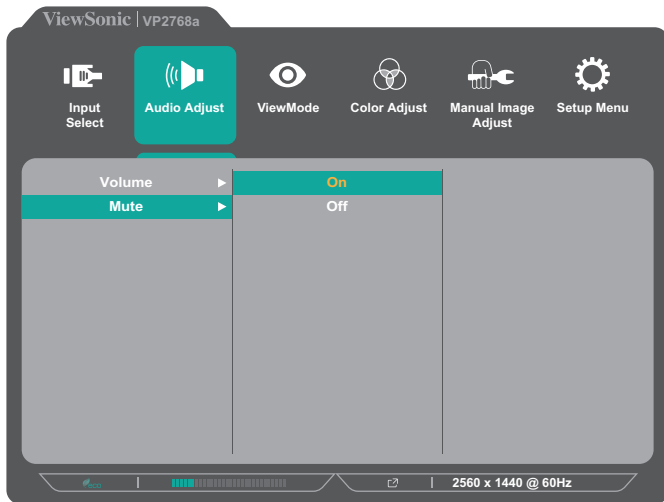 ViewSonic | VP2768a
Input
Select
Audio Adjust
ViewMode
Color Adjust
Manual Image
Adjust
Setup Menu
Volume
On
Mute
Off
eco
2560 x 1440 @ 60Hz